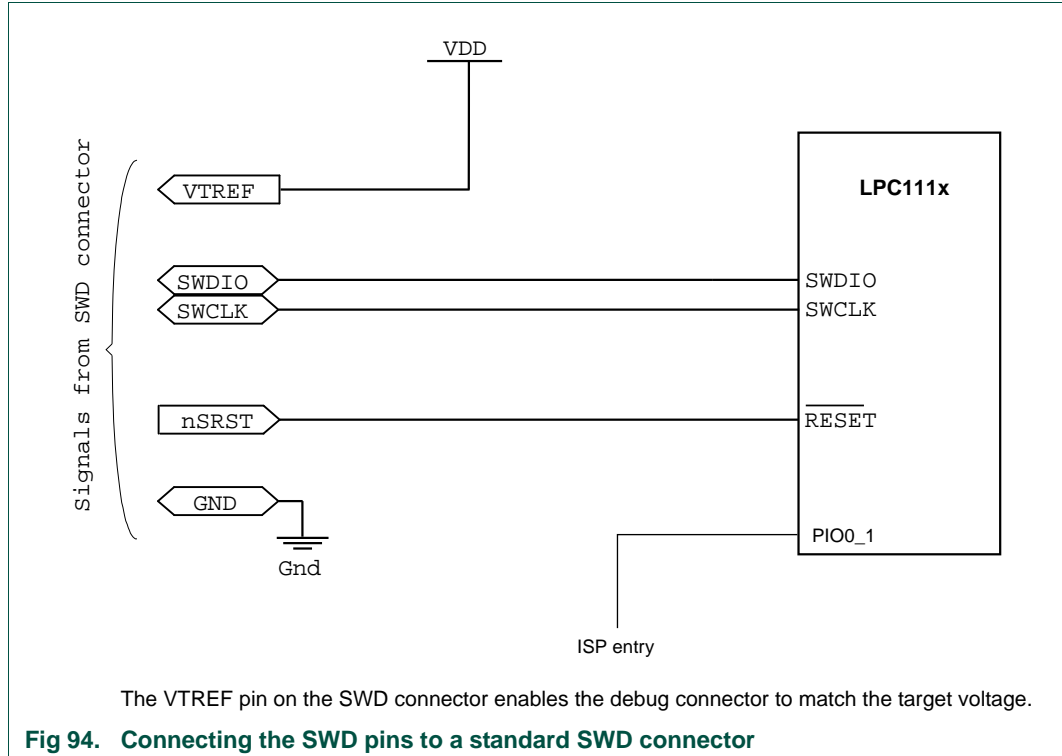 VDD
Signals from SWD connector
VTREF
LPC111x
SWDIO
SWDIO
SWCLK
SWCLK
nSRST
RESET
GND
PIO0_1
Gnd
ISP entry
The VTREF pin on the SWD connector enables the debug connector to match the target voltage.
Fig 94. Connecting the SWD pins to a standard SWD connector